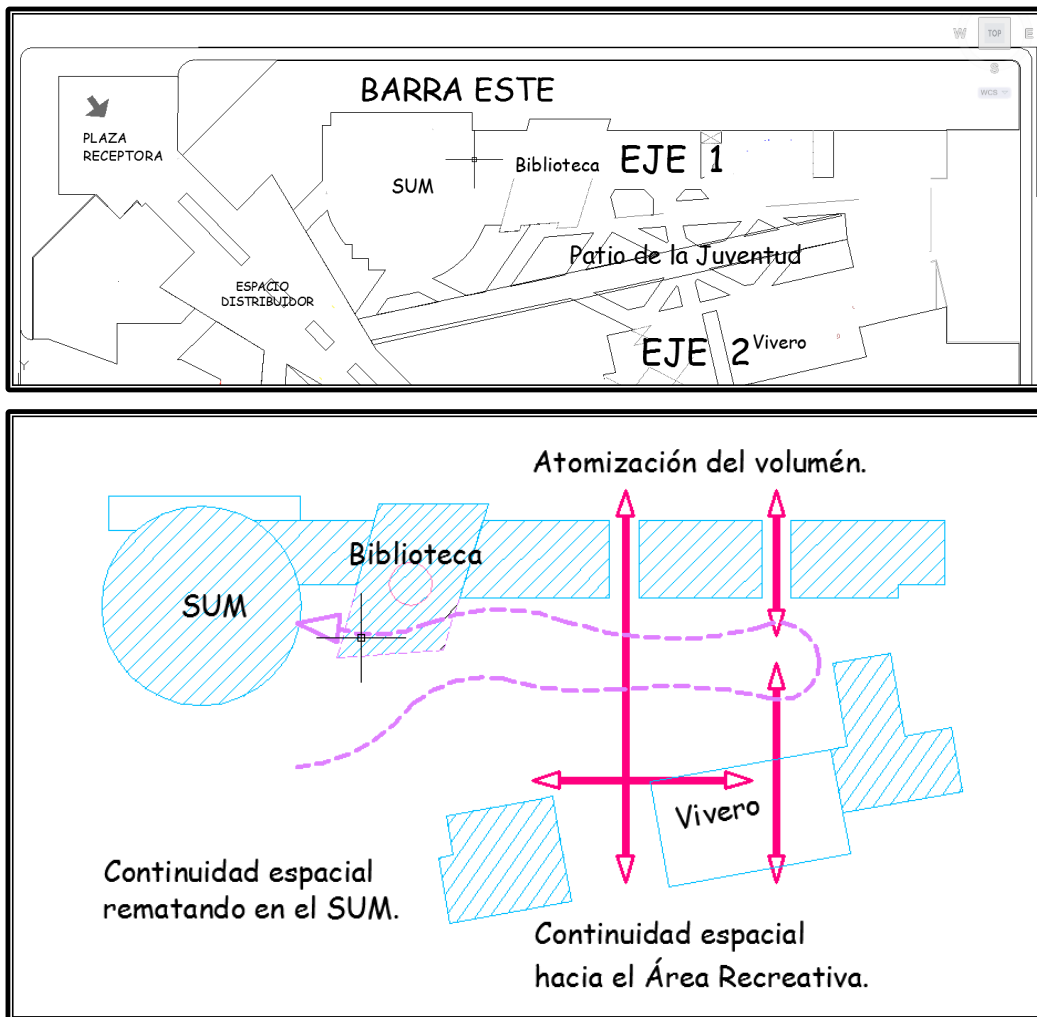 W TOP E
S
WCS
BARRA ESTE
PLAZA
RECEPTORA
SUM
Biblioteca
EJE 1
Patio de la Juventud
ESPACIO
DISTRIBUIDOR
EJE 2
Vivero
Y
Atomización del volumén.
Biblioteca
SUM
Vivero
Continuidad espacial
rematando en el SUM.
Continuidad espacial
hacia el Área Recreativa.